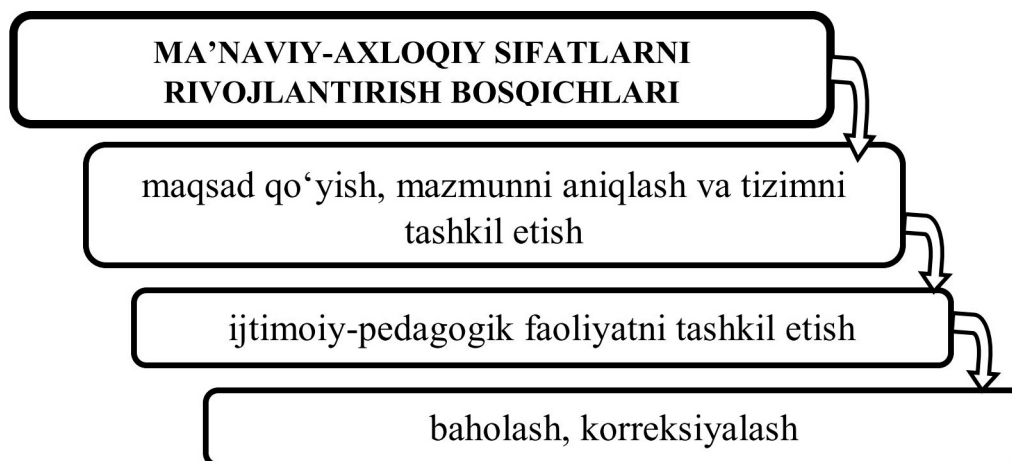 MA’NAVIY-AXLOQIY SIFATLARNI
RIVOJLANTIRISH BOSQICHLARI
maqsad qo‘yish, mazmunni aniqlash va tizimni
tashkil etish
ijtimoiy-pedagogik faoliyatni tashkil etish
baholash, korreksiyalash